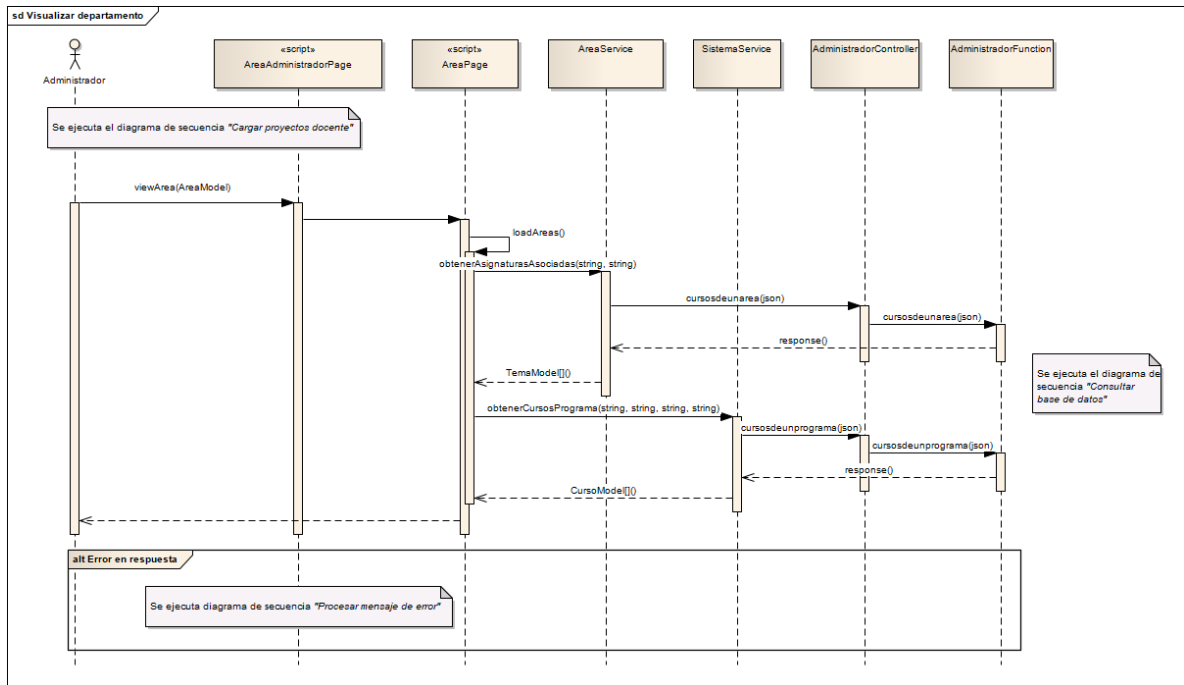 sd Visualizar departamento
Administrador
«script»
AreaAdministradorPage
«script»
AreaPage
AreaService
SistemaService
AdministradorController
AdministradorFunction
Se ejecuta el diagrama de secuencia "Cargar proyectos docente"
viewArea(AreaModel)
loadAreas()
obtenerAsignaturasAsociadas(string, string)
cursosdeunarea(json)
cursosdeunarea(json)
response()
Se ejecuta el diagrama de
secuencia "Consultar
base de datos"
TemaModel[]()
obtenerCursosPrograma(string, string, string, string)
cursosdeunprograma(json)
cursosdeunprograma(json)
response()
CursoModel[]()
alt Error en respuesta
Se ejecuta diagrama de secuencia "Procesar mensaje de error"